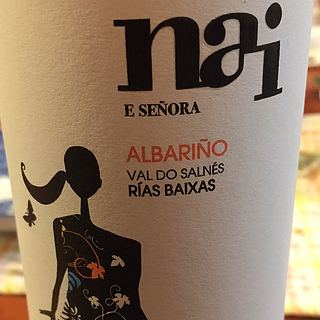 nai
E SEÑORA
ALBARIÑO
VAL DO SALNÉS
RÍAS BAIXAS